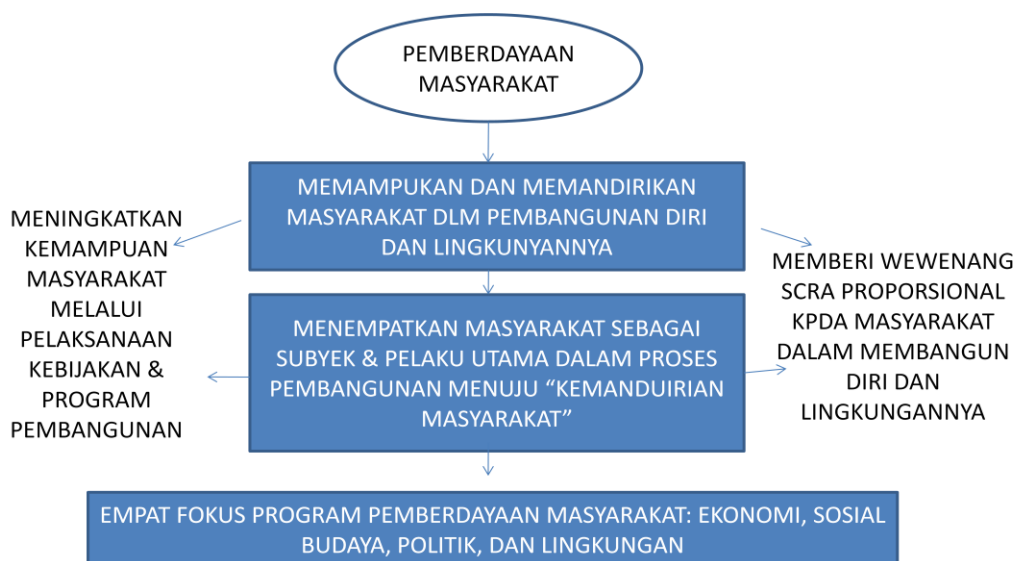 PEMBERDAYAAN
MASYARAKAT
MEMAMPUKAN DAN MEMANDIRIKAN
MASYARAKAT DLM PEMBANGUNAN DIRI
DAN LINGKUNYANNYA
MENINGKATKAN
KEMAMPUAN
MASYARAKAT
MELALUI
PELAKSANAAN
KEBIJAKAN &
PROGRAM
PEMBANGUNAN
MEMBERI WEWENANG
SCRA PROPORSIONAL
KPDA MASYARAKAT
DALAM MEMBANGUN
DIRI DAN
LINGKUNGANNYA
MENEMPATKAN MASYARAKAT SEBAGAI
SUBYEK & PELAKU UTAMA DALAM PROSES
PEMBANGUNAN MENUJU “KEMANDUIRIAN
MASYARAKAT”
EMPAT FOKUS PROGRAM PEMBERDAYAAN MASYARAKAT: EKONOMI, SOSIAL
BUDAYA, POLITIK, DAN LINGKUNGAN